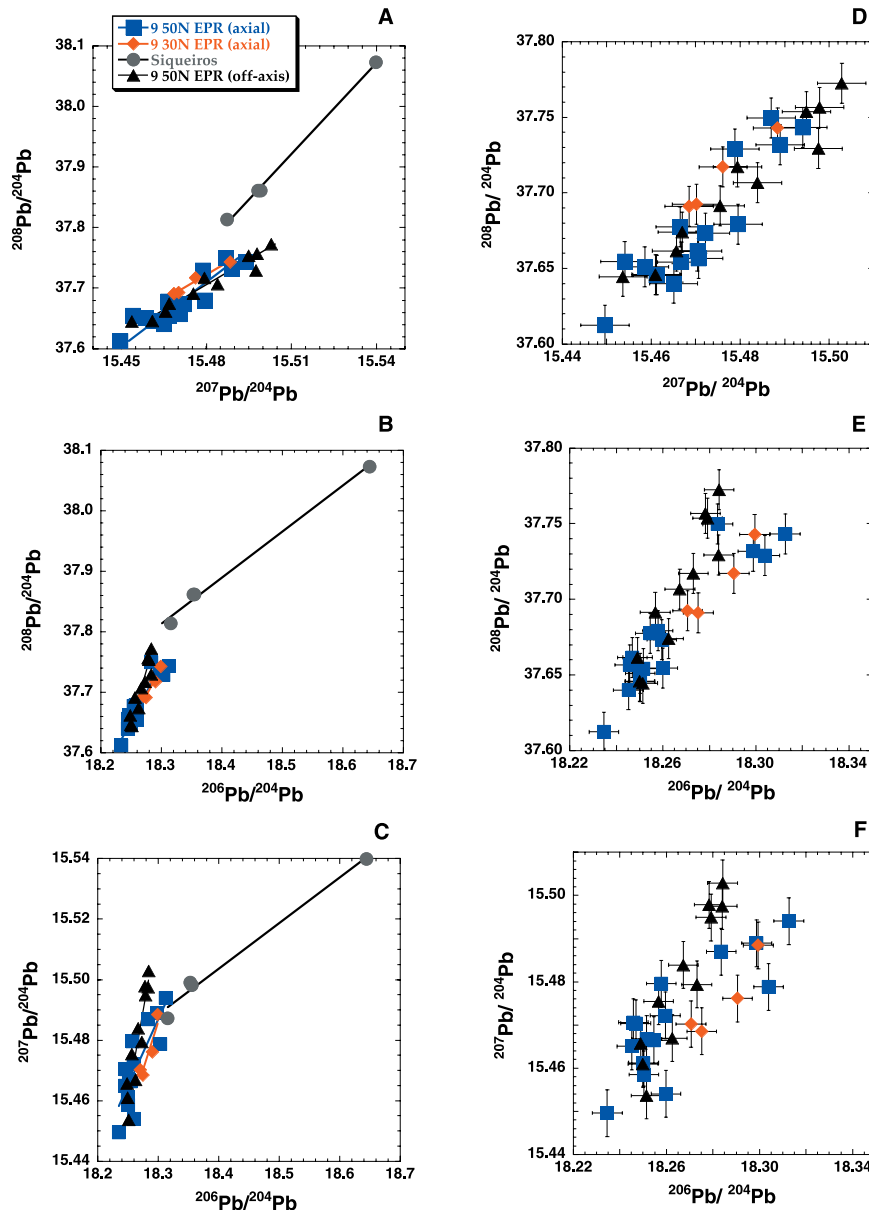 A
9 50N EPR (axial)
9 30N EPR (axial)
Siqueiros
9 50N EPR (off-axis)
38.1
38.0
37.9
37.8
37.7
37.6
208Pb/204Pb
15.45 15.48 15.51 15.54
207Pb/204Pb
D
37.80
37.75
37.70
37.65
37.60
208Pb/ 204Pb
15.44 15.46 15.48 15.50
207Pb/ 204Pb
B
38.1
38.0
37.9
37.8
37.7
37.6
208Pb/204Pb
18.2 18.3 18.4 18.5 18.6 18.7
206Pb/204Pb
E
37.80
37.75
37.70
37.65
37.60
208Pb/ 204Pb
18.22 18.26 18.30 18.34
206Pb/ 204Pb
C
15.54
15.52
15.50
15.48
15.46
15.44
207Pb/204Pb
18.2 18.3 18.4 18.5 18.6 18.7
206Pb/204Pb
F
15.50
15.48
15.46
15.44
207Pb/ 204Pb
18.22 18.26 18.30 18.34
206Pb/ 204Pb